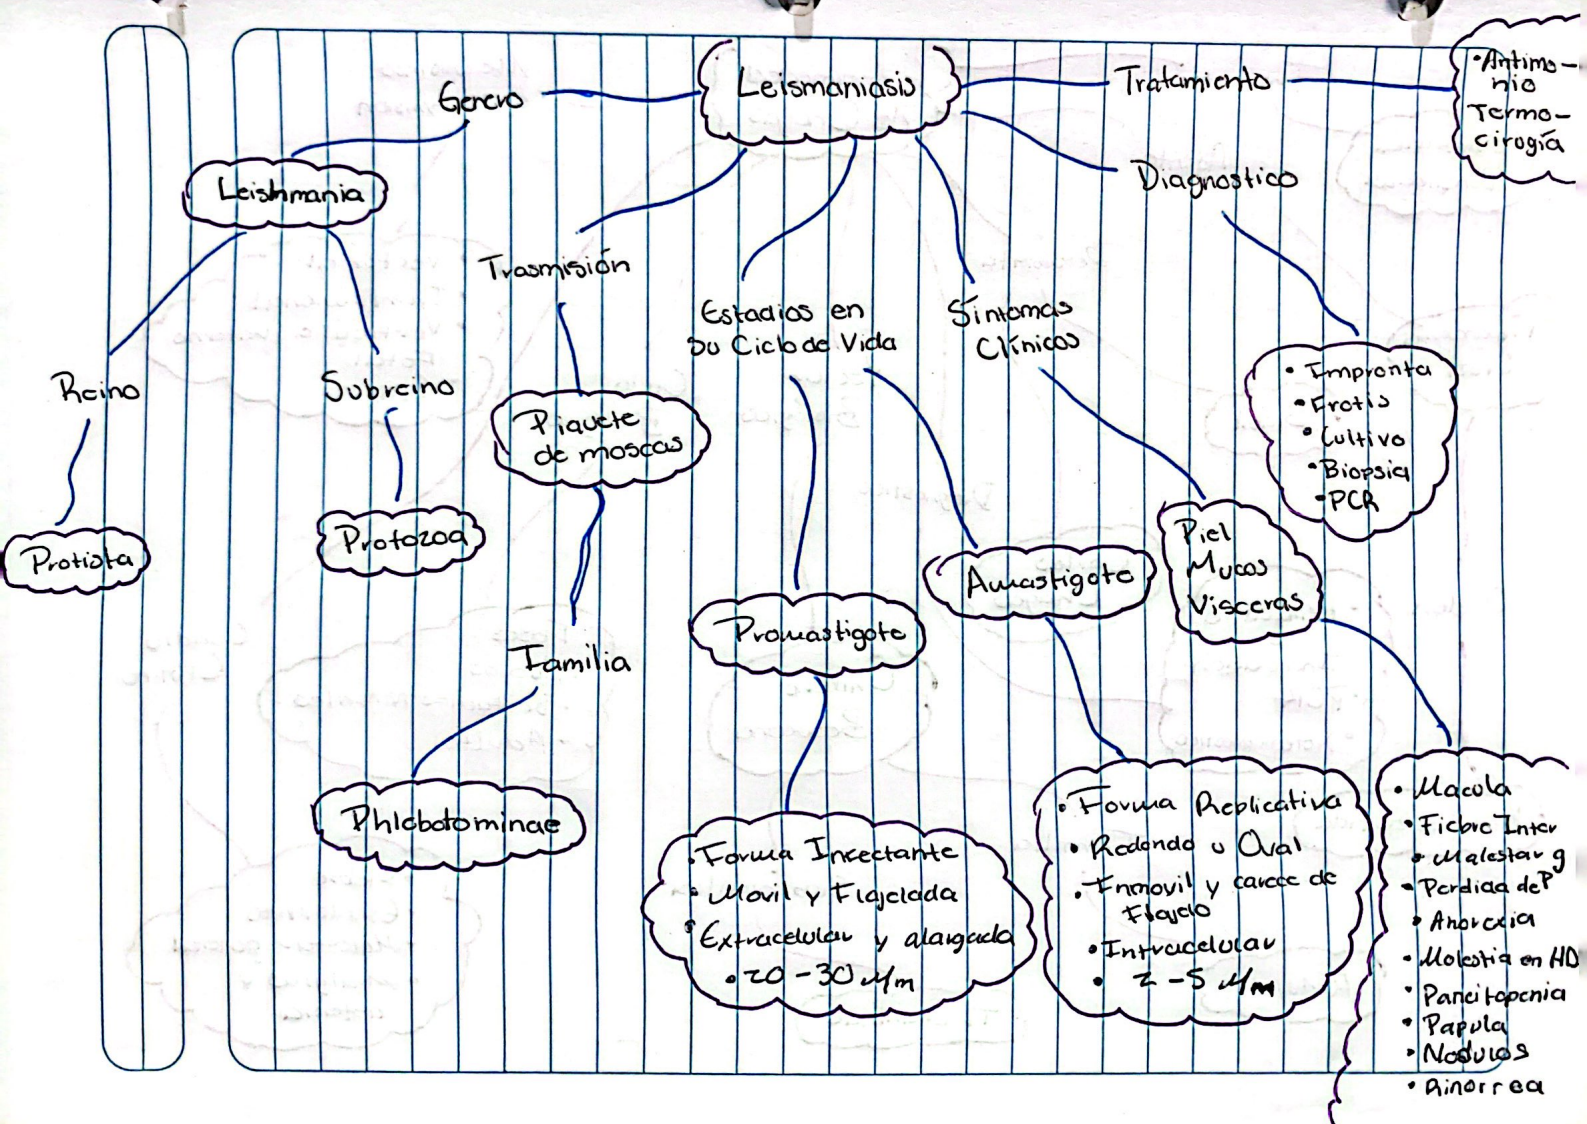 Leismaniasis
Genero
Leishmania
Reino
Protista
Subreino
Protozoa
Trasmisión
Piquete
de moscas
Familia
Phlebotominae
Estadios en
su Ciclo de Vida
Promastigote
• Forma Infectante
• Movil y Flajelada
• Extracelular y alargada
• 20 - 30 μm
Amastigote
• Forma Replicativa
• Redondo u Oval
• Inmovil y carece de
Flajelo
• Intracelular
• 2 - 5 μm
Síntomas
Clínicos
Piel
Mucos
Visceras
• Macula
• Fiebre Inter
• Malestar g
• Perdida de P
• Anorexia
• Molestia en HD
• Pancitopenia
• Papula
• Nodulos
• Rinorrea
Diagnostico
• Impronta
• Frotis
• Cultivo
• Biopsia
• PCR
Tratamiento
• Antimo-
nio
Termo-
cirogía